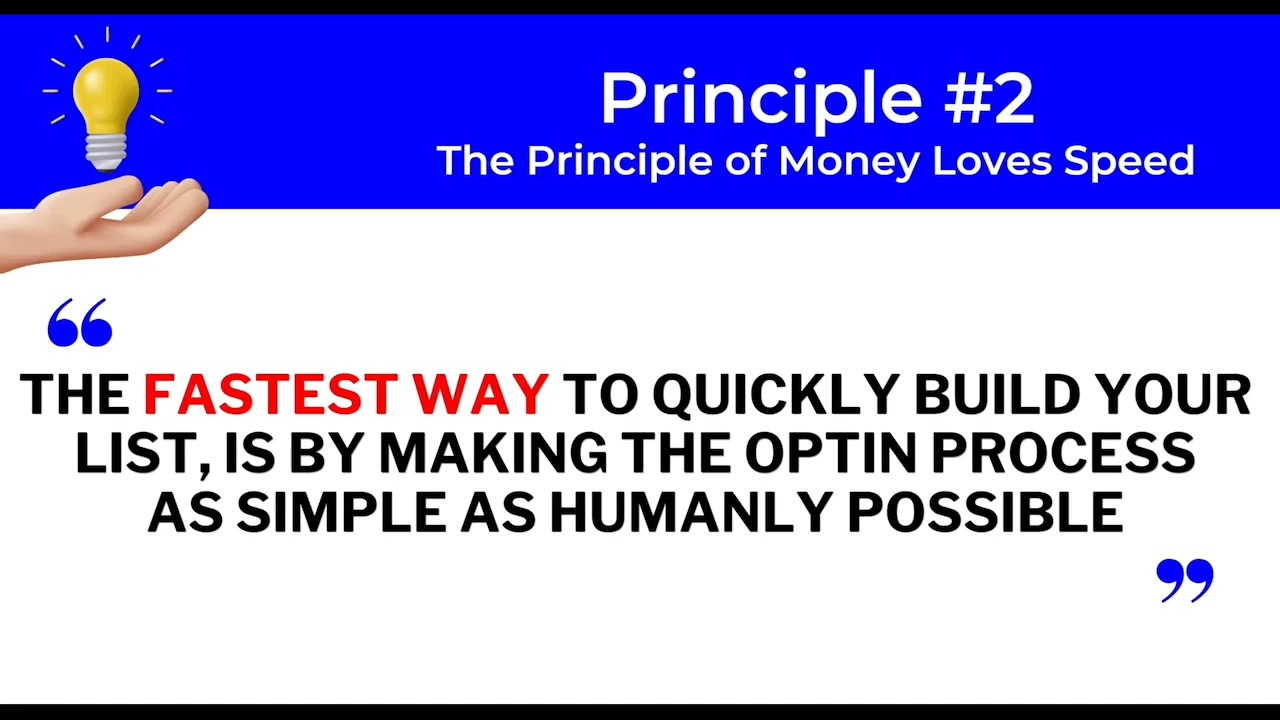 Principle #2
The Principle of Money Loves Speed
“
THE FASTEST WAY TO QUICKLY BUILD YOUR
LIST, IS BY MAKING THE OPTIN PROCESS
AS SIMPLE AS HUMANLY POSSIBLE
”